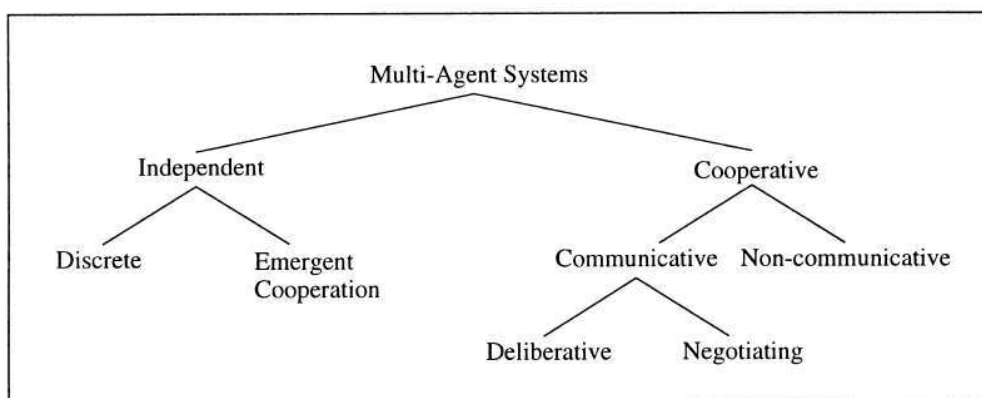 Multi-Agent Systems
Independent
Cooperative
Discrete
Emergent
Cooperation
Communicative
Non-communicative
Deliberative
Negotiating